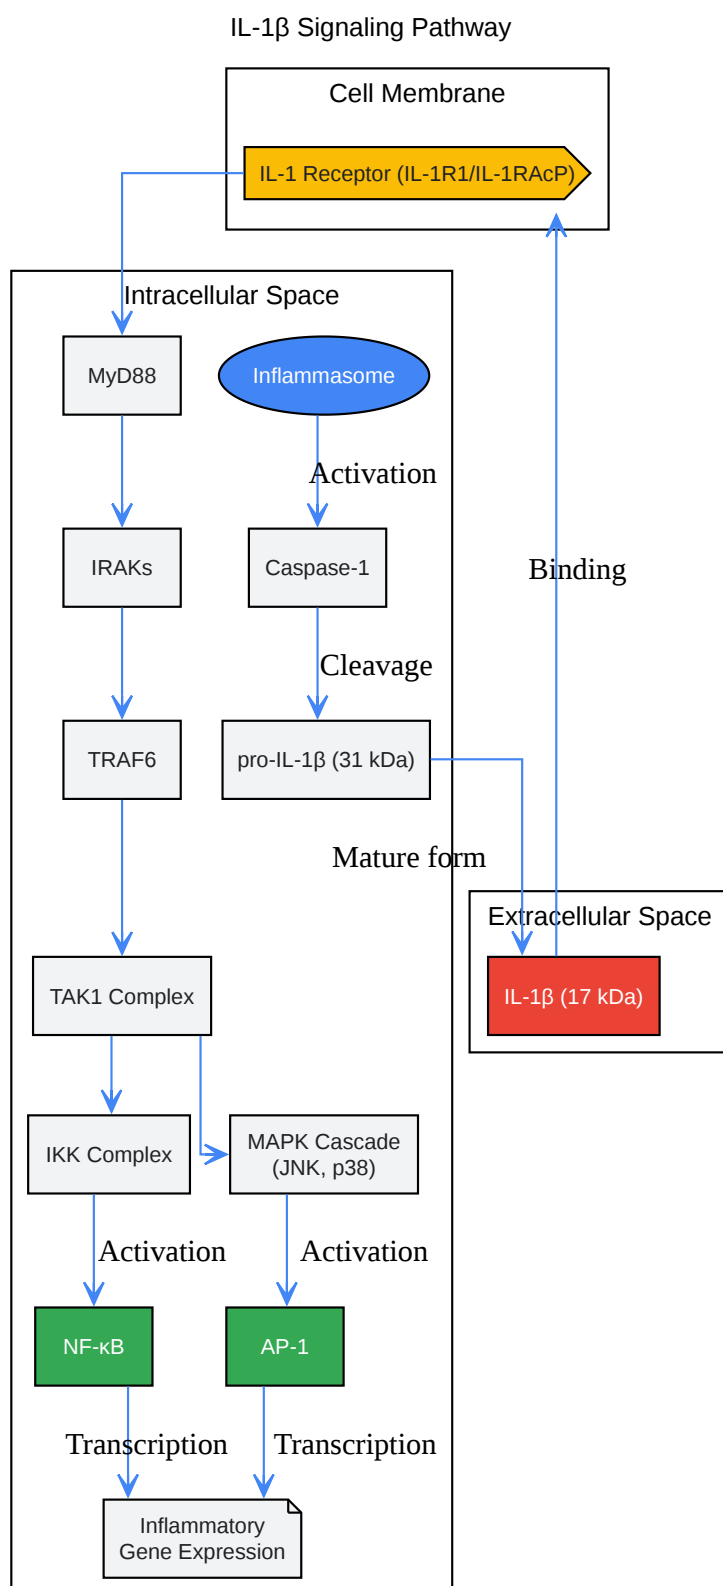 IL-1β Signaling Pathway
Cell Membrane
IL-1 Receptor (IL-1R1/IL-1RAcP)
Intracellular Space
MyD88
Inflammasome
Activation
IRAKs
Caspase-1
Binding
Cleavage
TRAF6
pro-IL-1β (31 kDa)
Mature form
Extracellular Space
TAK1 Complex
IL-1β (17 kDa)
IKK Complex
MAPK Cascade
(JNK, p38)
Activation
Activation
NF-κB
AP-1
Transcription
Transcription
Inflammatory
Gene Expression